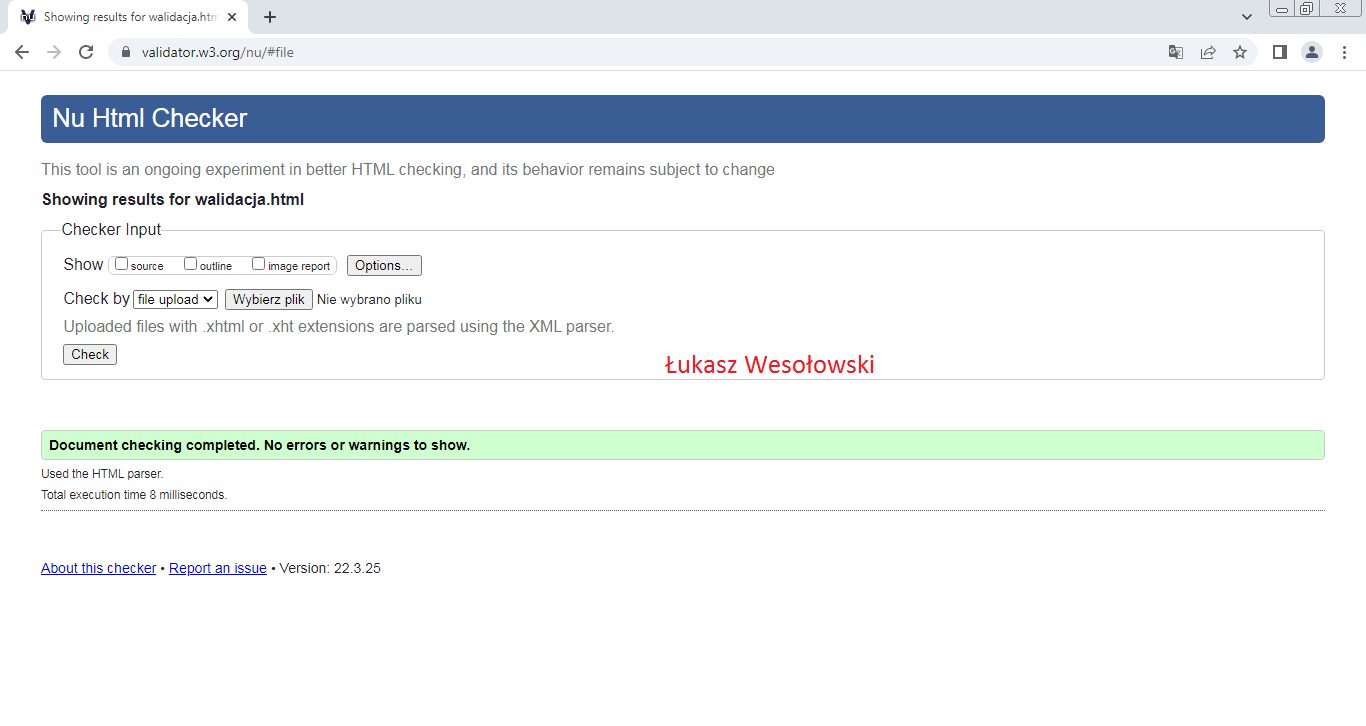 Showing results for walidacja.htm
validator.w3.org/nu/#file
Nu Html Checker
This tool is an ongoing experiment in better HTML checking, and its behavior remains subject to change
Showing results for walidacja.html
Checker Input
Show source outline image report Options...
Check by file upload Wybierz plik Nie wybrano pliku
Uploaded files with .xhtml or .xht extensions are parsed using the XML parser.
Check
Łukasz Wesołowski
Document checking completed. No errors or warnings to show.
Used the HTML parser.
Total execution time 8 milliseconds.
About this checker • Report an issue • Version: 22.3.25